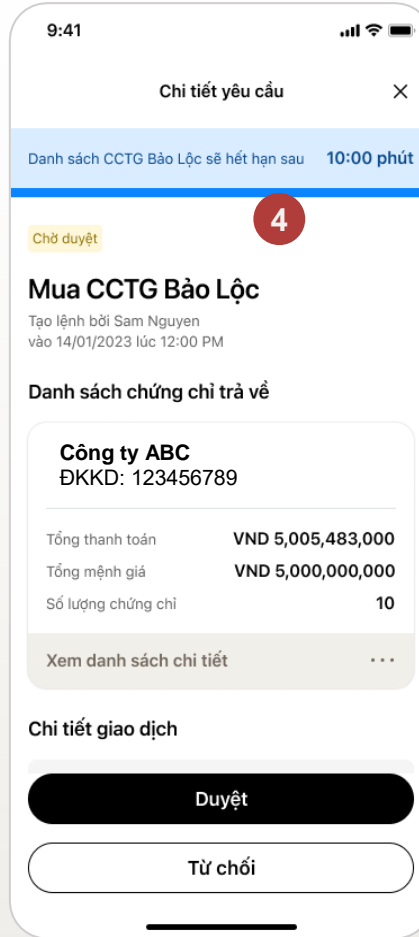 9:41
Chi tiết yêu cầu
Danh sách CCTG Bảo Lộc sẽ hết hạn sau 10:00 phút
4
Chờ duyệt
Mua CCTG Bảo Lộc
Tạo lệnh bởi Sam Nguyen
vào 14/01/2023 lúc 12:00 PM
Danh sách chứng chỉ trả về
Công ty ABC
ĐKKD: 123456789
Tổng thanh toán VND 5,005,483,000
Tổng mệnh giá VND 5,000,000,000
Số lượng chứng chỉ 10
Xem danh sách chi tiết ...
Chi tiết giao dịch
Duyệt
Từ chối